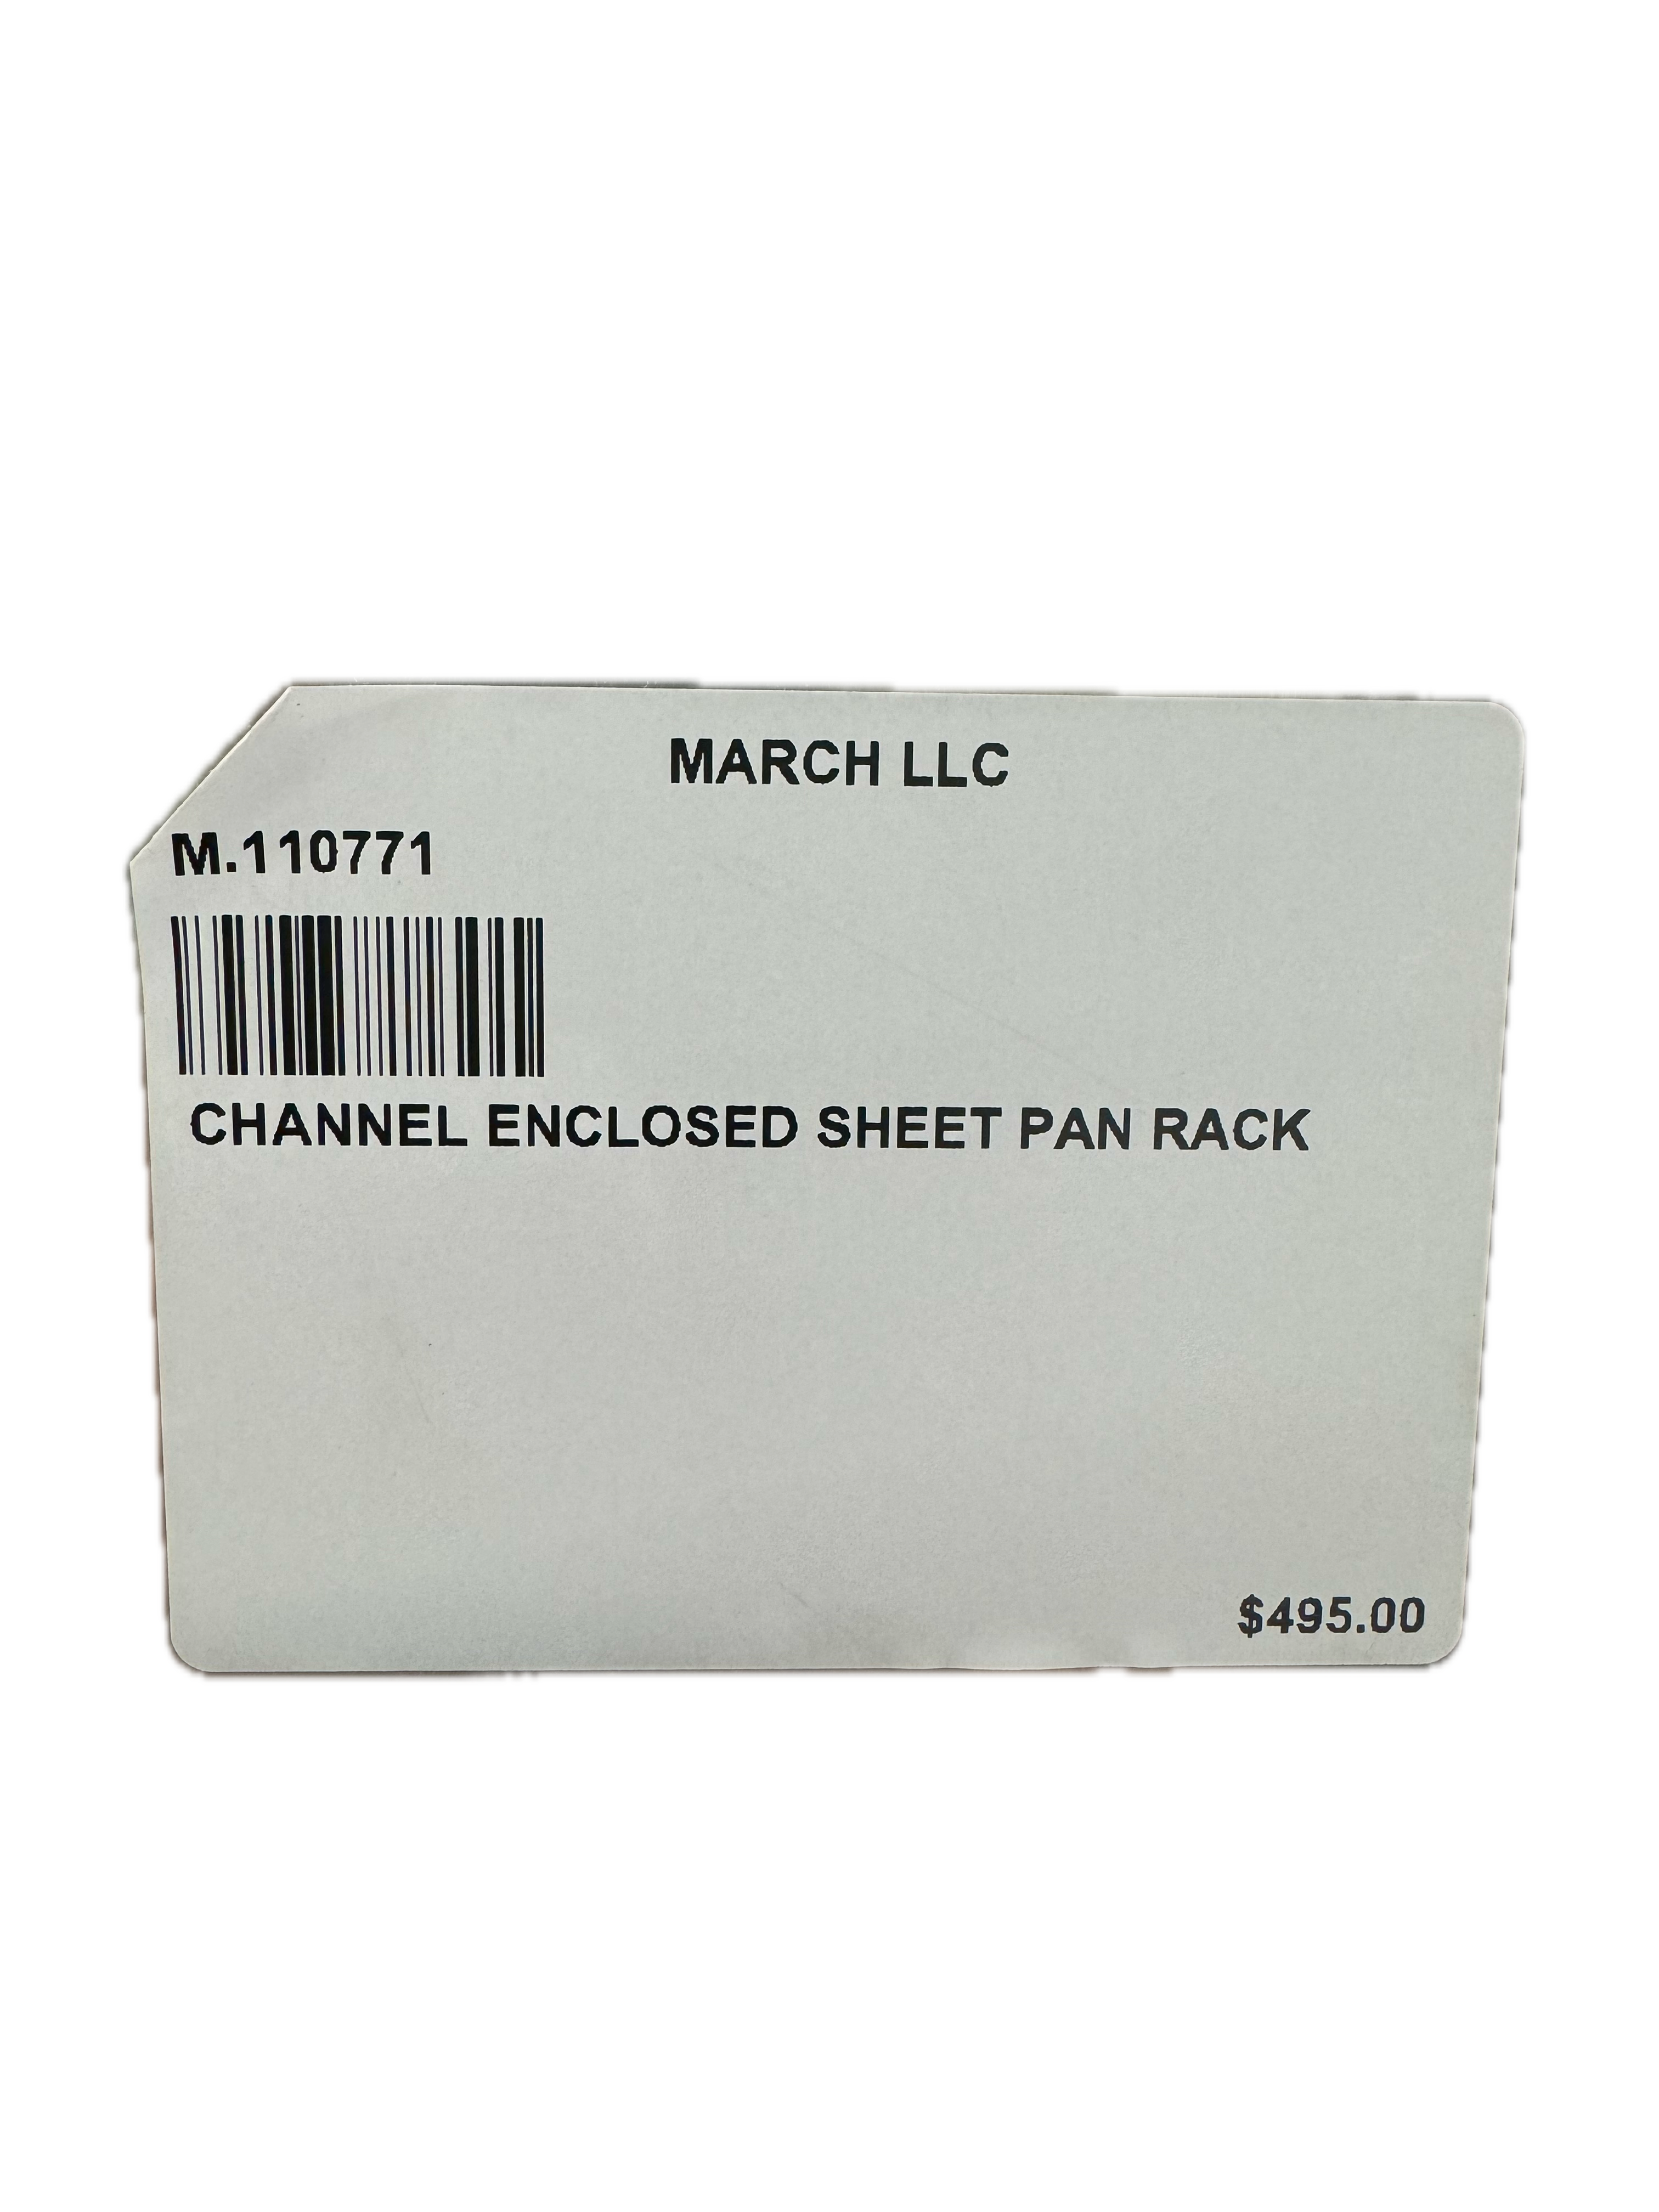 MARCH LLC
M.110771
CHANNEL ENCLOSED SHEET PAN RACK
$495.00